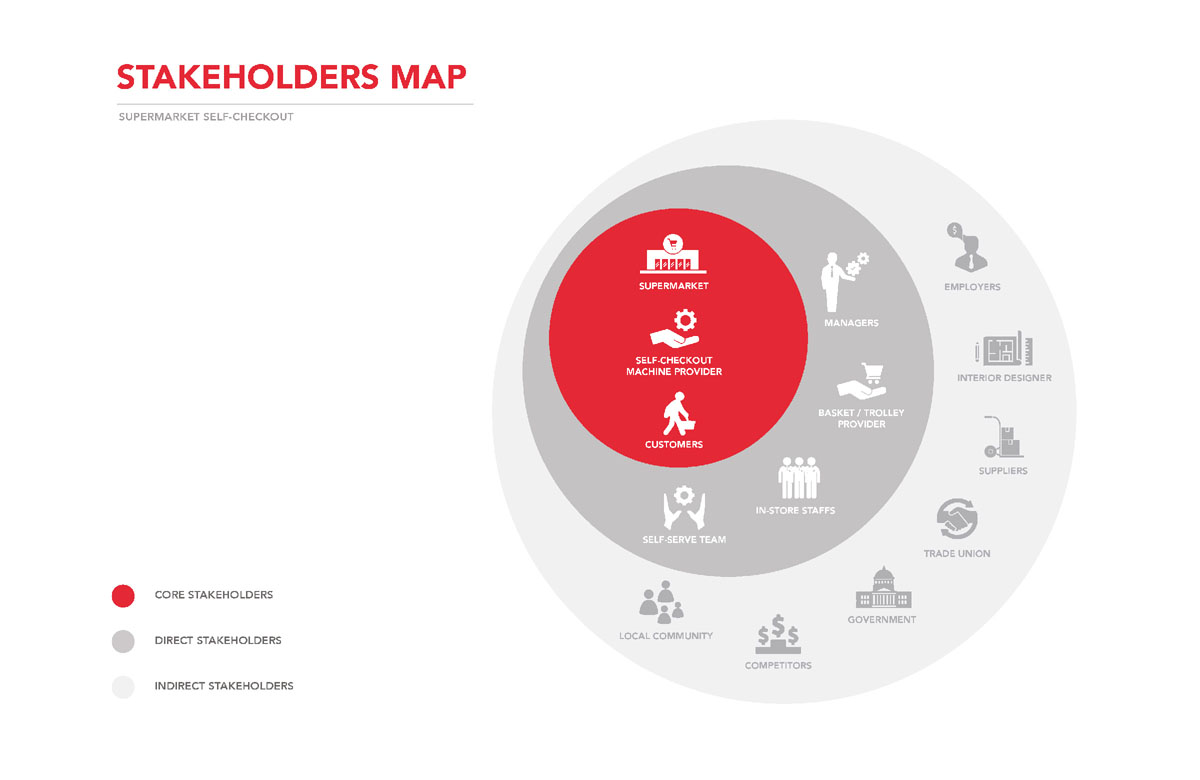 STAKEHOLDERS MAP
SUPERMARKET SELF-CHECKOUT
SUPERMARKET
SELF-CHECKOUT
MACHINE PROVIDER
CUSTOMERS
MANAGERS
BASKET / TROLLEY
PROVIDER
IN-STORE STAFFS
SELF-SERVE TEAM
EMPLOYERS
INTERIOR DESIGNER
SUPPLIERS
TRADE UNION
GOVERNMENT
COMPETITORS
LOCAL COMMUNITY
CORE STAKEHOLDERS
DIRECT STAKEHOLDERS
INDIRECT STAKEHOLDERS